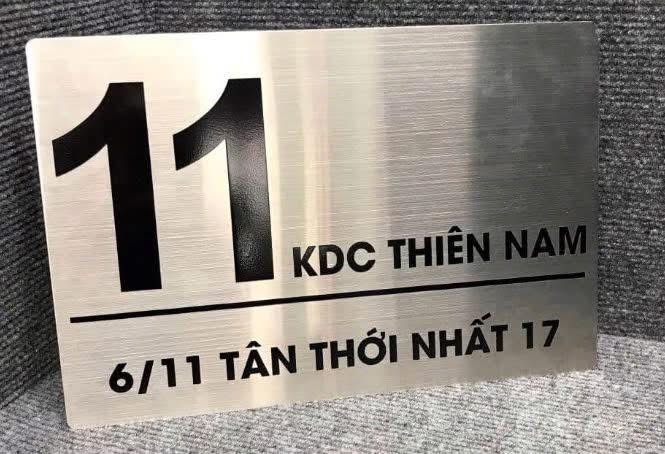 11 KDC THIÊN NAM
6/11 TÂN THỚI NHẤT 17